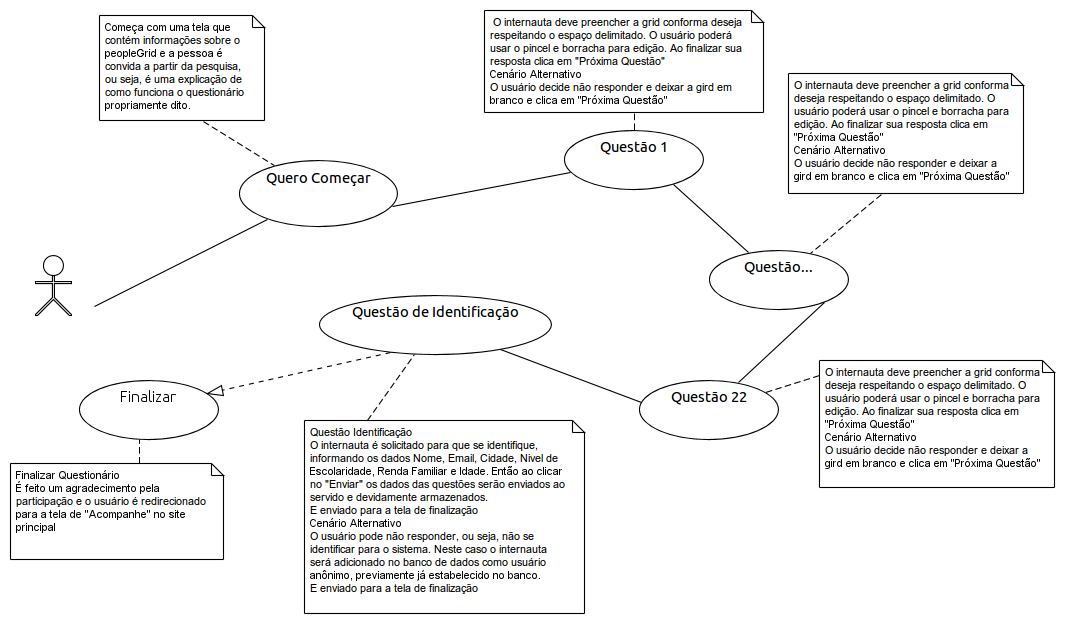 Começa com uma tela que
contém informações sobre o
peopleGrid e a pessoa é
convida a partir da pesquisa,
ou seja, é uma explicação de
como funciona o questionário
propriamente dito.
O internauta deve preencher a grid conforma deseja
respeitando o espaço delimitado. O usuário poderá
usar o pincel e borracha para edição. Ao finalizar sua
resposta clica em "Próxima Questão"
Cenário Alternativo
O usuário decide não responder e deixar a gird em
branco e clica em "Próxima Questão"
O internauta deve preencher a grid conforma
deseja respeitando o espaço delimitado. O
usuário poderá usar o pincel e borracha para
edição. Ao finalizar sua resposta clica em
"Próxima Questão"
Cenário Alternativo
O usuário decide não responder e deixar a
gird em branco e clica em "Próxima Questão"
Quero Começar
Questão 1
Questão...
Questão de Identificação
Questão 22
Finalizar
O internauta deve preencher a grid conforma
deseja respeitando o espaço delimitado. O
usuário poderá usar o pincel e borracha para
edição. Ao finalizar sua resposta clica em
"Próxima Questão"
Cenário Alternativo
O usuário decide não responder e deixar a
gird em branco e clica em "Próxima Questão"
Questão Identificação
O internauta é solicitado para que se identifique,
informando os dados Nome, Email, Cidade, Nivel de
Escolaridade, Renda Familiar e Idade. Então ao clicar
no "Enviar" os dados das questões serão enviados ao
servido e devidamente armazenados.
E enviado para a tela de finalização
Cenário Alternativo
O usuário pode não responder, ou seja, não se
identificar para o sistema. Neste caso o internauta
será adicionado no banco de dados como usuário
anônimo, previamente já estabelecido no banco.
E enviado para a tela de finalização
Finalizar Questionário
É feito um agradecimento pela
participação e o usuário é redirecionado
para a tela de "Acompanhe" no site
principal